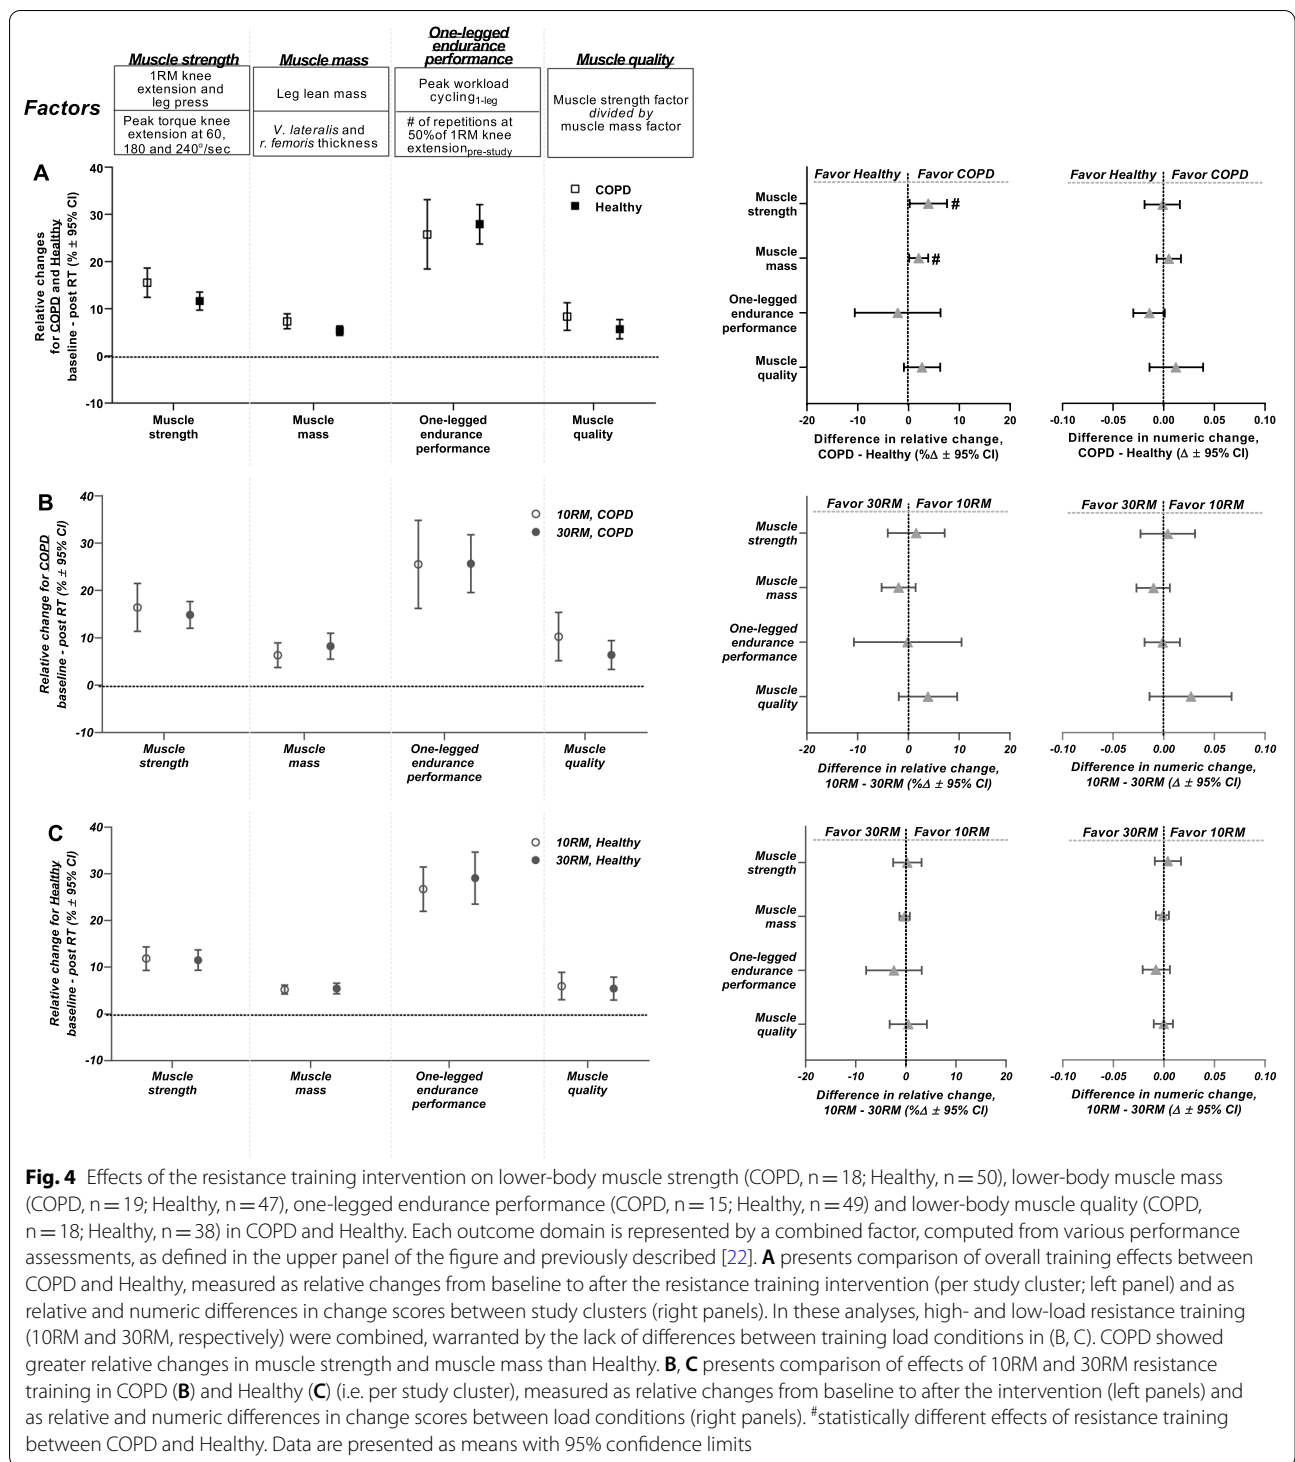 Muscle strength
Muscle mass
One-legged
endurance
performance
Muscle quality
Factors
1RM knee
extension and
leg press
Peak torque knee
extension at 60,
180 and 240°/sec
Leg lean mass
V. lateralis and
r. femoris thickness
Peak workload
cycling1-leg
# of repetitions at
50%of 1RM knee
extensionpre-study
Muscle strength factor
divided by
muscle mass factor
A
Relative changes
for COPD and Healthy
baseline - post RT (% ± 95% CI)
40
30
20
10
0
-10
COPD
Healthy
Muscle
strength
Muscle
mass
One-legged
endurance
performance
Muscle
quality
Favor Healthy Favor COPD
Muscle
strength
#
Muscle
mass
#
One-legged
endurance
performance
Muscle
quality
-20 -10 0 10 20
Difference in relative change,
COPD - Healthy (%Δ ± 95% CI)
Favor Healthy Favor COPD
-0.10 -0.05 0.00 0.05 0.10
Difference in numeric change,
COPD - Healthy (Δ ± 95% CI)
B
Relative change for COPD
baseline - post RT (% ± 95% CI)
40
30
20
10
0
-10
10RM, COPD
30RM, COPD
Muscle
strength
Muscle
mass
One-legged
endurance
performance
Muscle
quality
Favor 30RM Favor 10RM
Muscle
strength
Muscle
mass
One-legged
endurance
performance
Muscle
quality
-20 -10 0 10 20
Difference in relative change,
10RM - 30RM (%Δ ± 95% CI)
Favor 30RM Favor 10RM
-0.10 -0.05 0.00 0.05 0.10
Difference in numeric change,
10RM - 30RM (Δ ± 95% CI)
C
Relative change for Healthy
baseline - post RT (% ± 95% CI)
40
30
20
10
0
-10
10RM, Healthy
30RM, Healthy
Muscle
strength
Muscle
mass
One-legged
endurance
performance
Muscle
quality
Favor 30RM Favor 10RM
Muscle
strength
Muscle
mass
One-legged
endurance
performance
Muscle
quality
-20 -10 0 10 20
Difference in relative change,
10RM - 30RM (%Δ ± 95% CI)
Favor 30RM Favor 10RM
-0.10 -0.05 0.00 0.05 0.10
Difference in numeric change,
10RM - 30RM (Δ ± 95% CI)
Fig. 4 Effects of the resistance training intervention on lower-body muscle strength (COPD, n = 18; Healthy, n = 50), lower-body muscle mass
(COPD, n = 19; Healthy, n = 47), one-legged endurance performance (COPD, n = 15; Healthy, n = 49) and lower-body muscle quality (COPD,
n = 18; Healthy, n = 38) in COPD and Healthy. Each outcome domain is represented by a combined factor, computed from various performance
assessments, as defined in the upper panel of the figure and previously described [22]. A presents comparison of overall training effects between
COPD and Healthy, measured as relative changes from baseline to after the resistance training intervention (per study cluster; left panel) and as
relative and numeric differences in change scores between study clusters (right panels). In these analyses, high- and low-load resistance training
(10RM and 30RM, respectively) were combined, warranted by the lack of differences between training load conditions in (B, C). COPD showed
greater relative changes in muscle strength and muscle mass than Healthy. B, C presents comparison of effects of 10RM and 30RM resistance
training in COPD (B) and Healthy (C) (i.e. per study cluster), measured as relative changes from baseline to after the intervention (left panels) and
as relative and numeric differences in change scores between load conditions (right panels). #statistically different effects of resistance training
between COPD and Healthy. Data are presented as means with 95% confidence limits